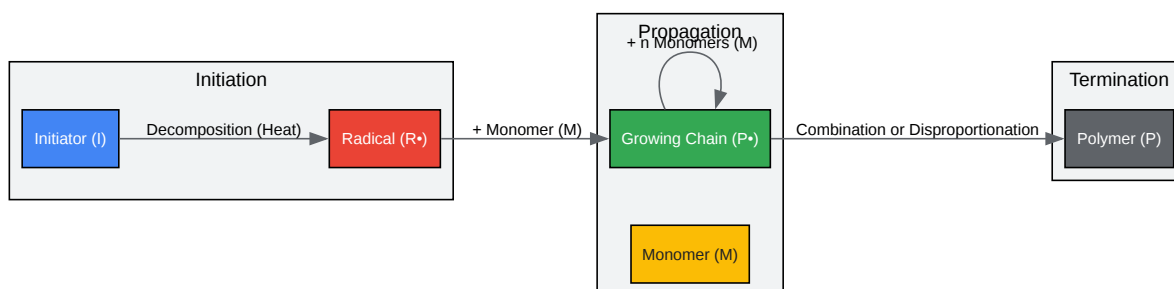 Initiation
Initiator (I)
Decomposition (Heat)
Radical (R•)
+ Monomer (M)
Propagation
+ n Monomers (M)
Growing Chain (P•)
Monomer (M)
Combination or Disproportionation
Termination
Polymer (P)